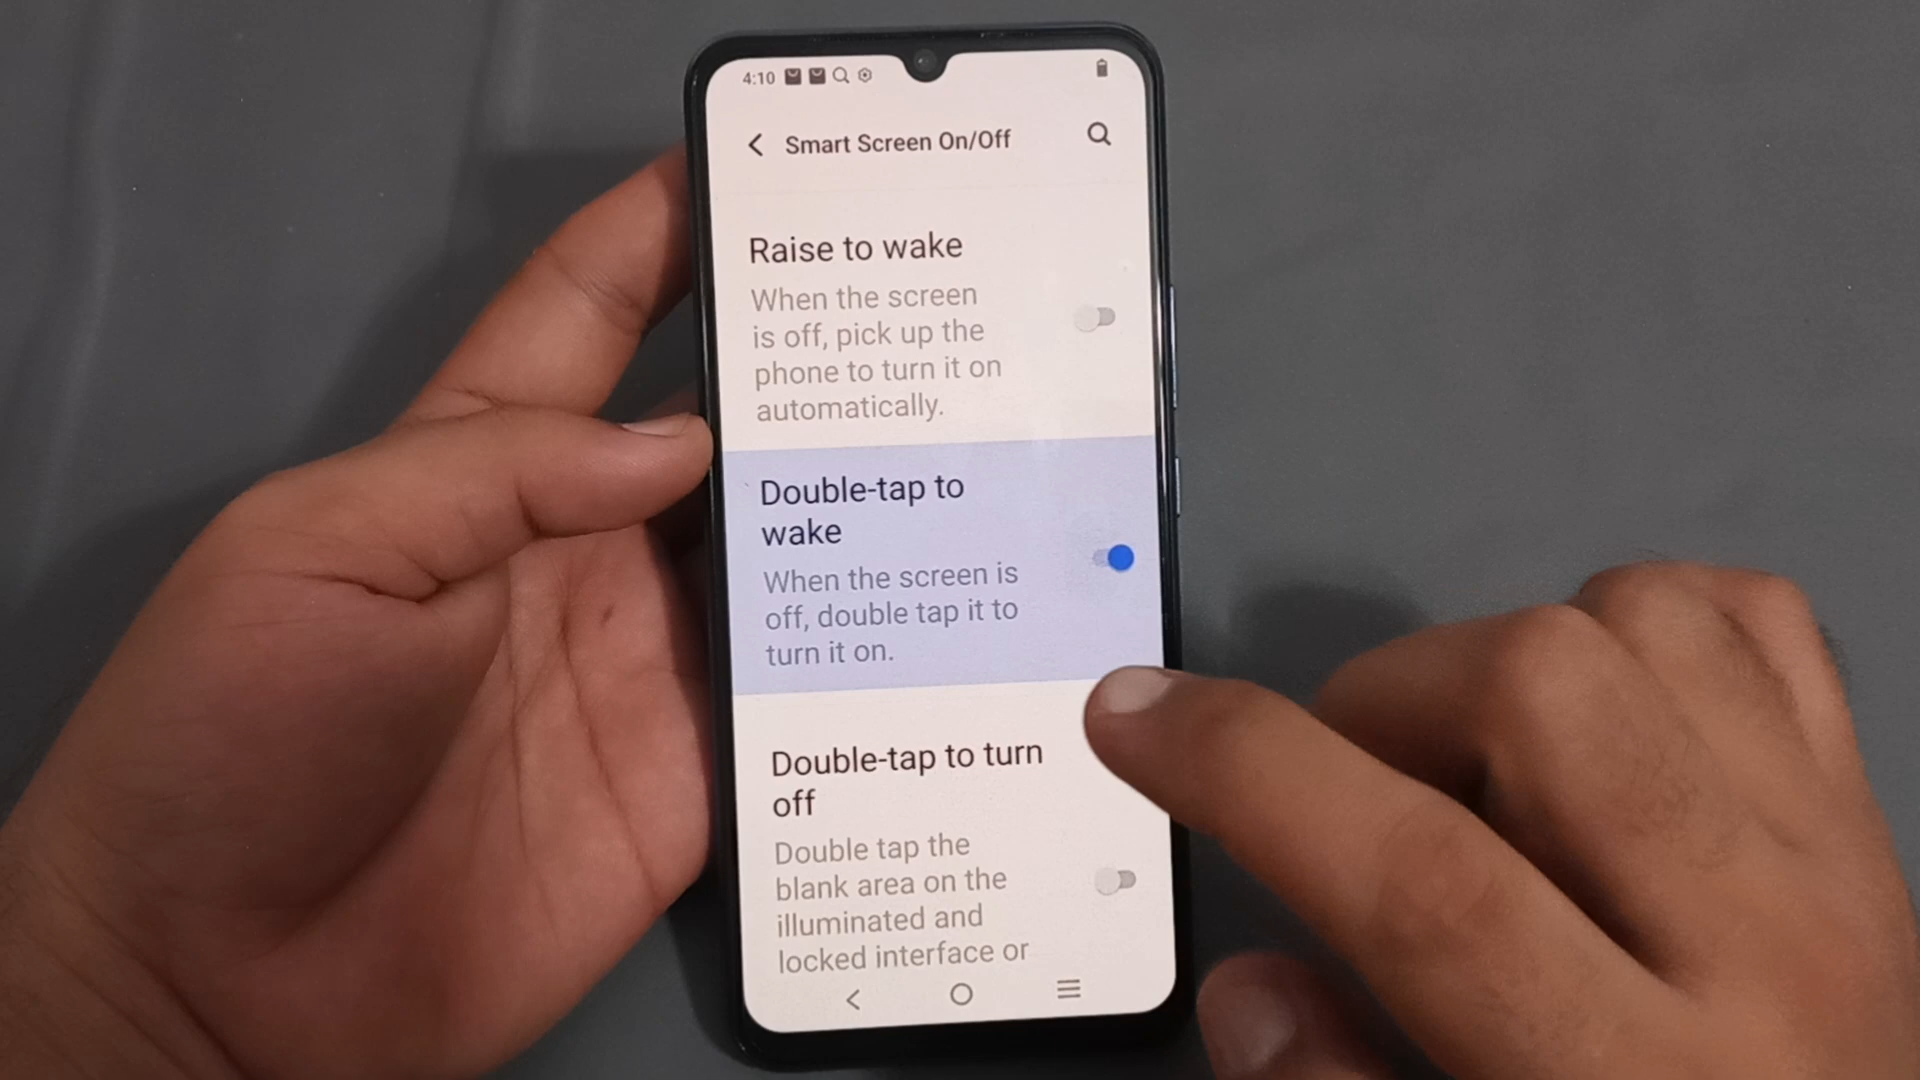 4:10
Smart Screen On/Off
Raise to wake
When the screen
is off, pick up the
phone to turn it on
automatically.
Double-tap to
wake
When the screen is
off, double tap it to
turn it on.
Double-tap to turn
off
Double tap the
blank area on the
illuminated and
locked interface or